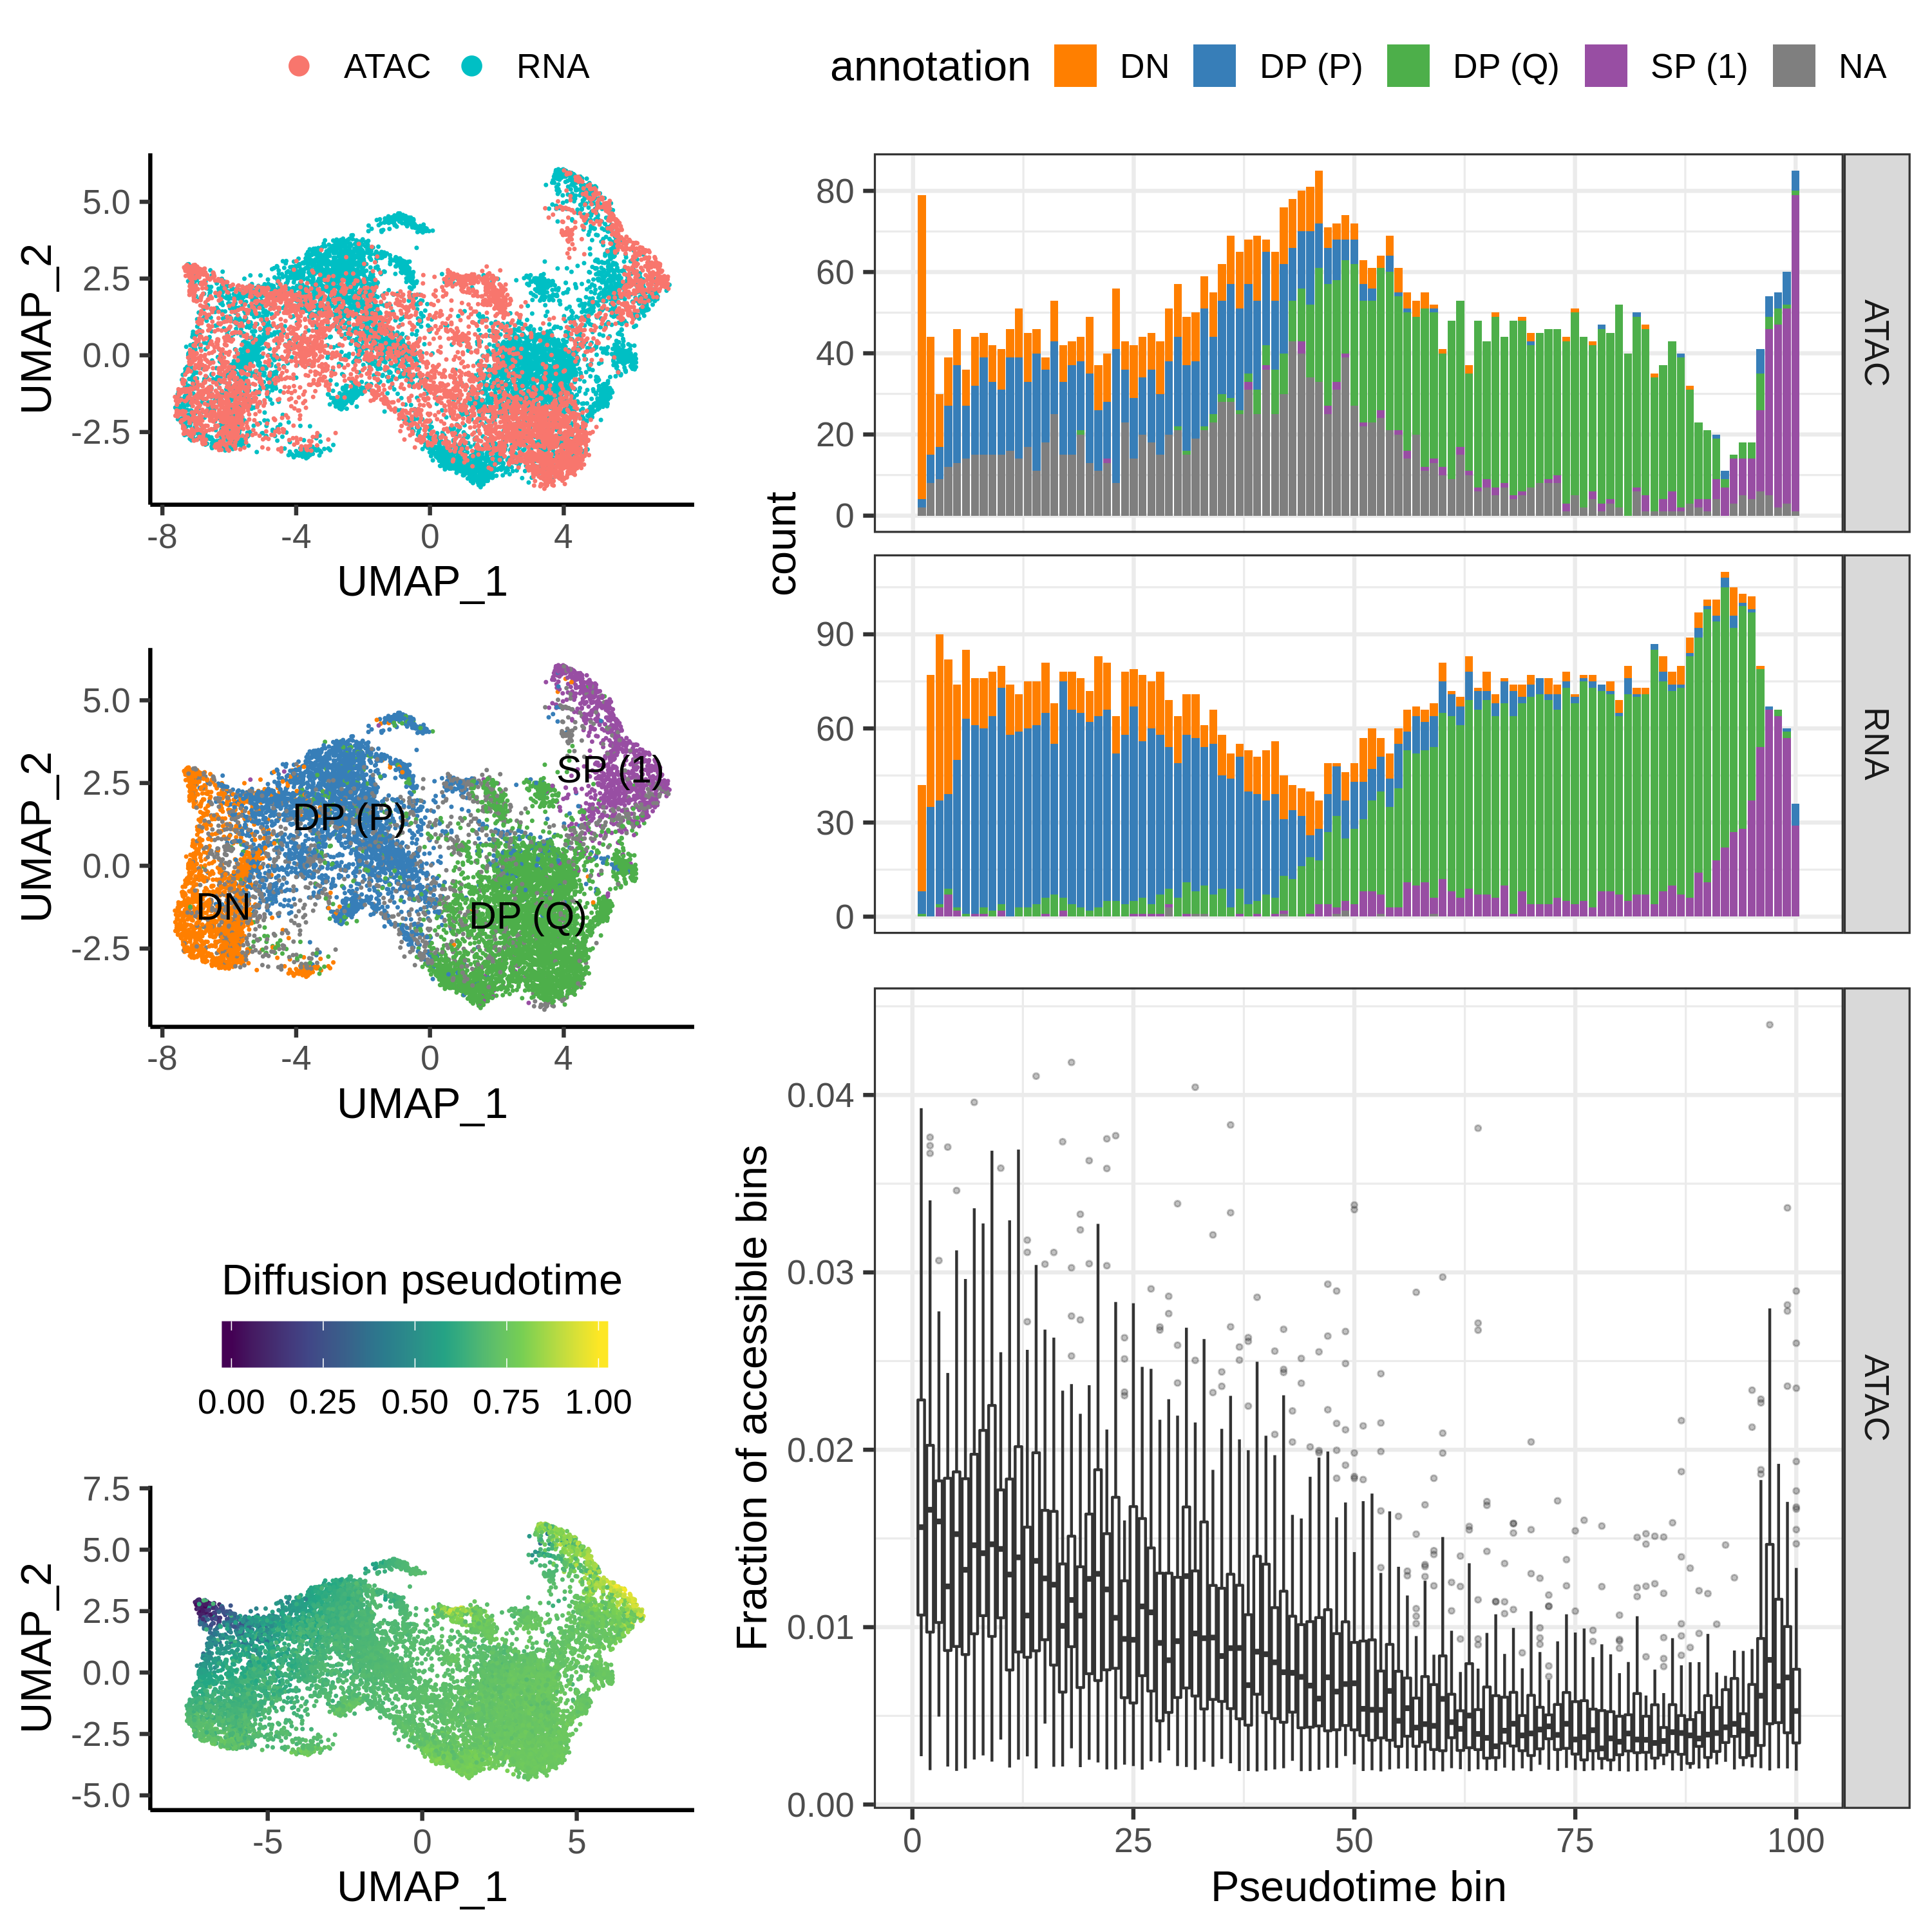 ATAC RNA
annotation DN DP (P) DP (Q) SP (1) NA
5.0
2.5
0.0
-2.5
UMAP_2
-8 -4 0 4
UMAP_1
80
60
40
20
0
ATAC
count
90
60
30
0
RNA
5.0
2.5
0.0
-2.5
UMAP_2
SP (1)
DP (P)
DN
DP (Q)
-8 -4 0 4
UMAP_1
Diffusion pseudotime
0.00 0.25 0.50 0.75 1.00
7.5
5.0
2.5
0.0
-2.5
-5.0
UMAP_2
-5 0 5
UMAP_1
0.04
0.03
0.02
0.01
0.00
Fraction of accessible bins
ATAC
0 25 50 75 100
Pseudotime bin